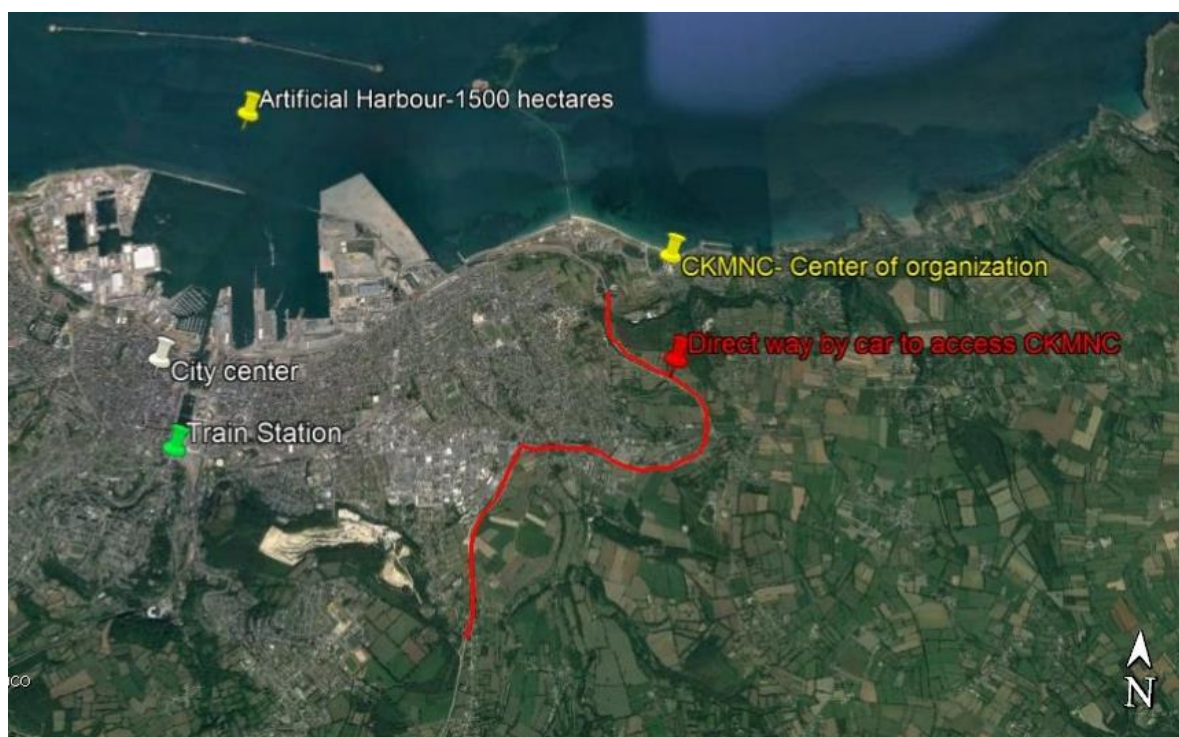 Artificial Harbour-1500 hectares
CKMNC- Center of organization
Direct way by car to access CKMNC
City center
Train Station
N